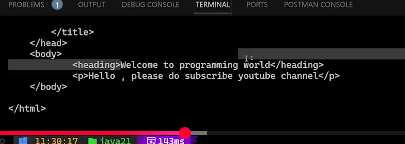 PROBLEMS 1 OUTPUT DEBUG CONSOLE TERMINAL PORTS POSTMAN CONSOLE
</title>
</head>
<body>
<heading>Welcome to programming world</heading>
<p>Hello , please do subscribe youtube channel</p>
</body>
</html>
11:30:17 java21 143ms